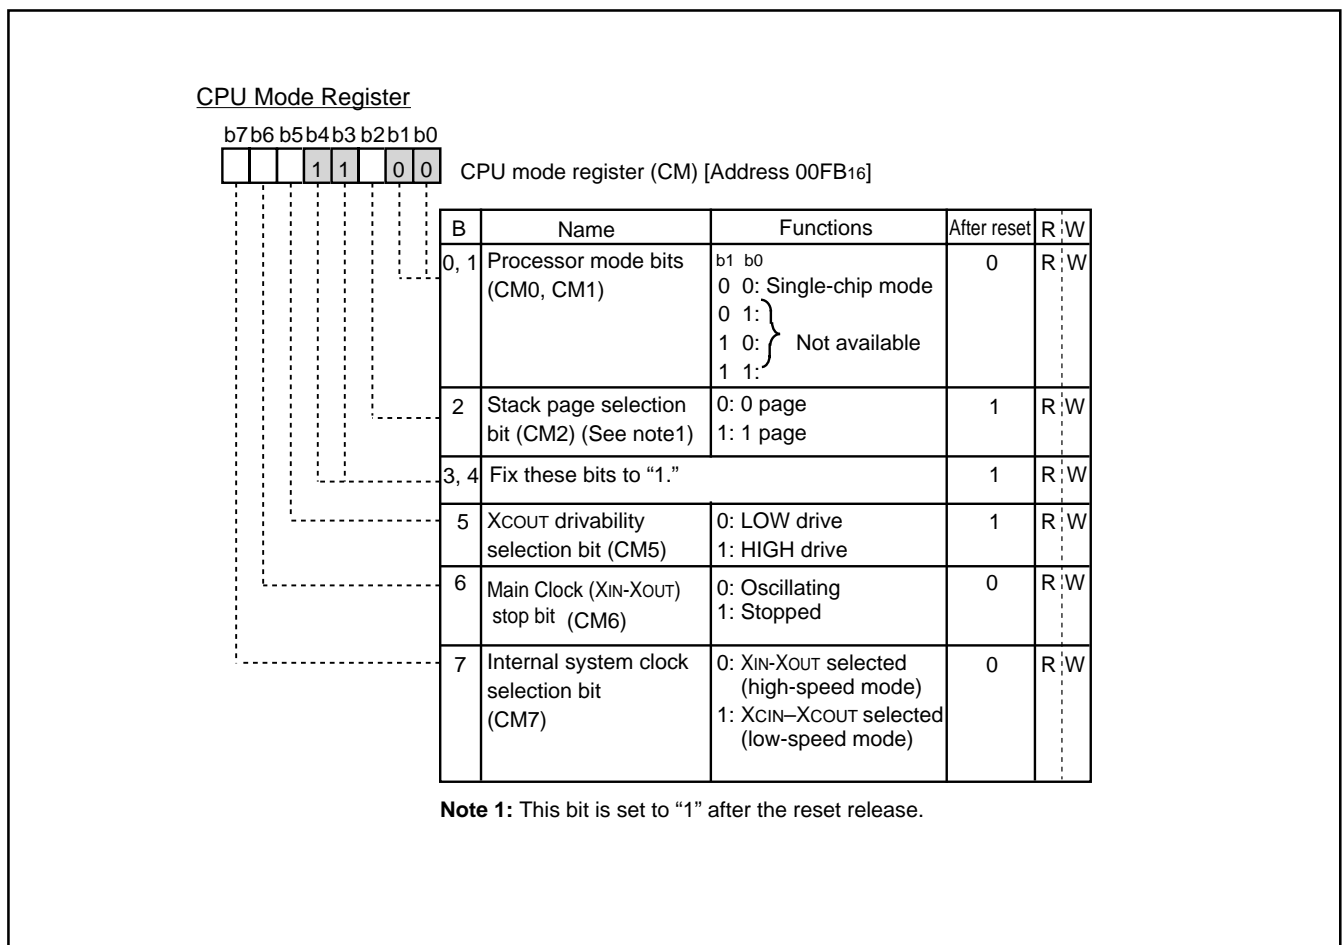 CPU Mode Register
b7 b6 b5 b4 b3 b2 b1 b0
1 1 0 0
CPU mode register (CM) [Address 00FB16]
B Name Functions After reset R W
0, 1 Processor mode bits (CM0, CM1) b1 b0 0 R W
0 0: Single-chip mode
0 1:
1 0: Not available
1 1:
2 Stack page selection 0: 0 page 1 R W
bit (CM2) (See note1) 1: 1 page
3, 4 Fix these bits to “1.” 1 R W
5 XCOUT drivability 0: LOW drive 1 R W
selection bit (CM5) 1: HIGH drive
6 Main Clock (XIN-XOUT) 0: Oscillating 0 R W
stop bit (CM6) 1: Stopped
7 Internal system clock 0: XIN-XOUT selected 0 R W
selection bit (high-speed mode)
(CM7) 1: XCIN–XCOUT selected
(low-speed mode)
Note 1: This bit is set to “1” after the reset release.